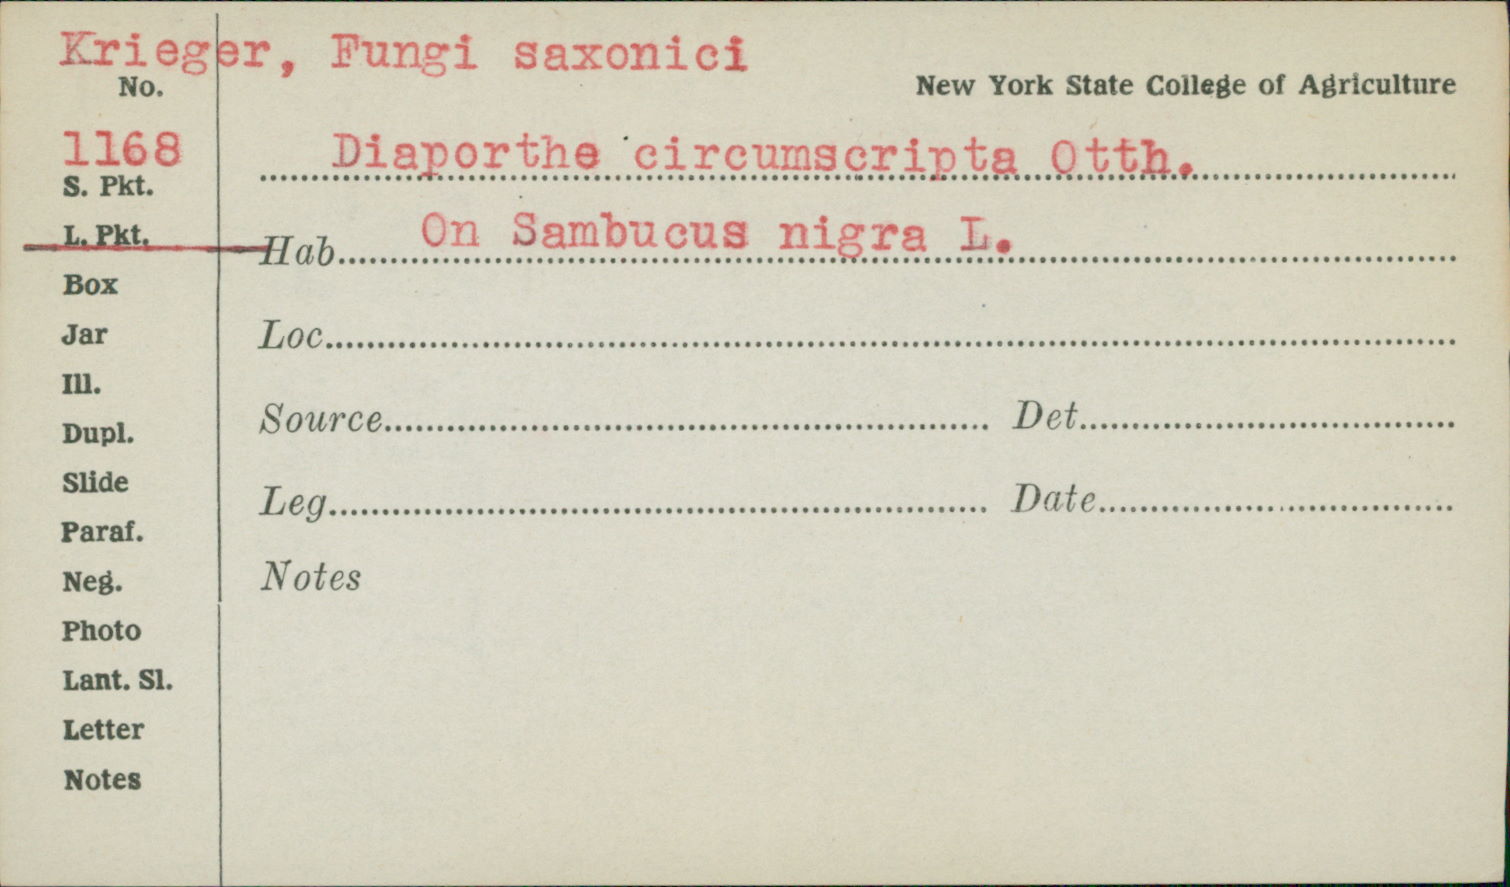 Krieger, Fungi saxonici
No.
New York State College of Agriculture
1168
Diaporthe circumscripta Otth.
S. Pkt.
L. Pkt.
Hab. On Sambucus nigra L.
Box
Jar
Loc.
Ill.
Source Det.
Dupl.
Slide
Leg. Date
Paraf.
Neg.
Notes
Photo
Lant. Sl.
Letter
Notes